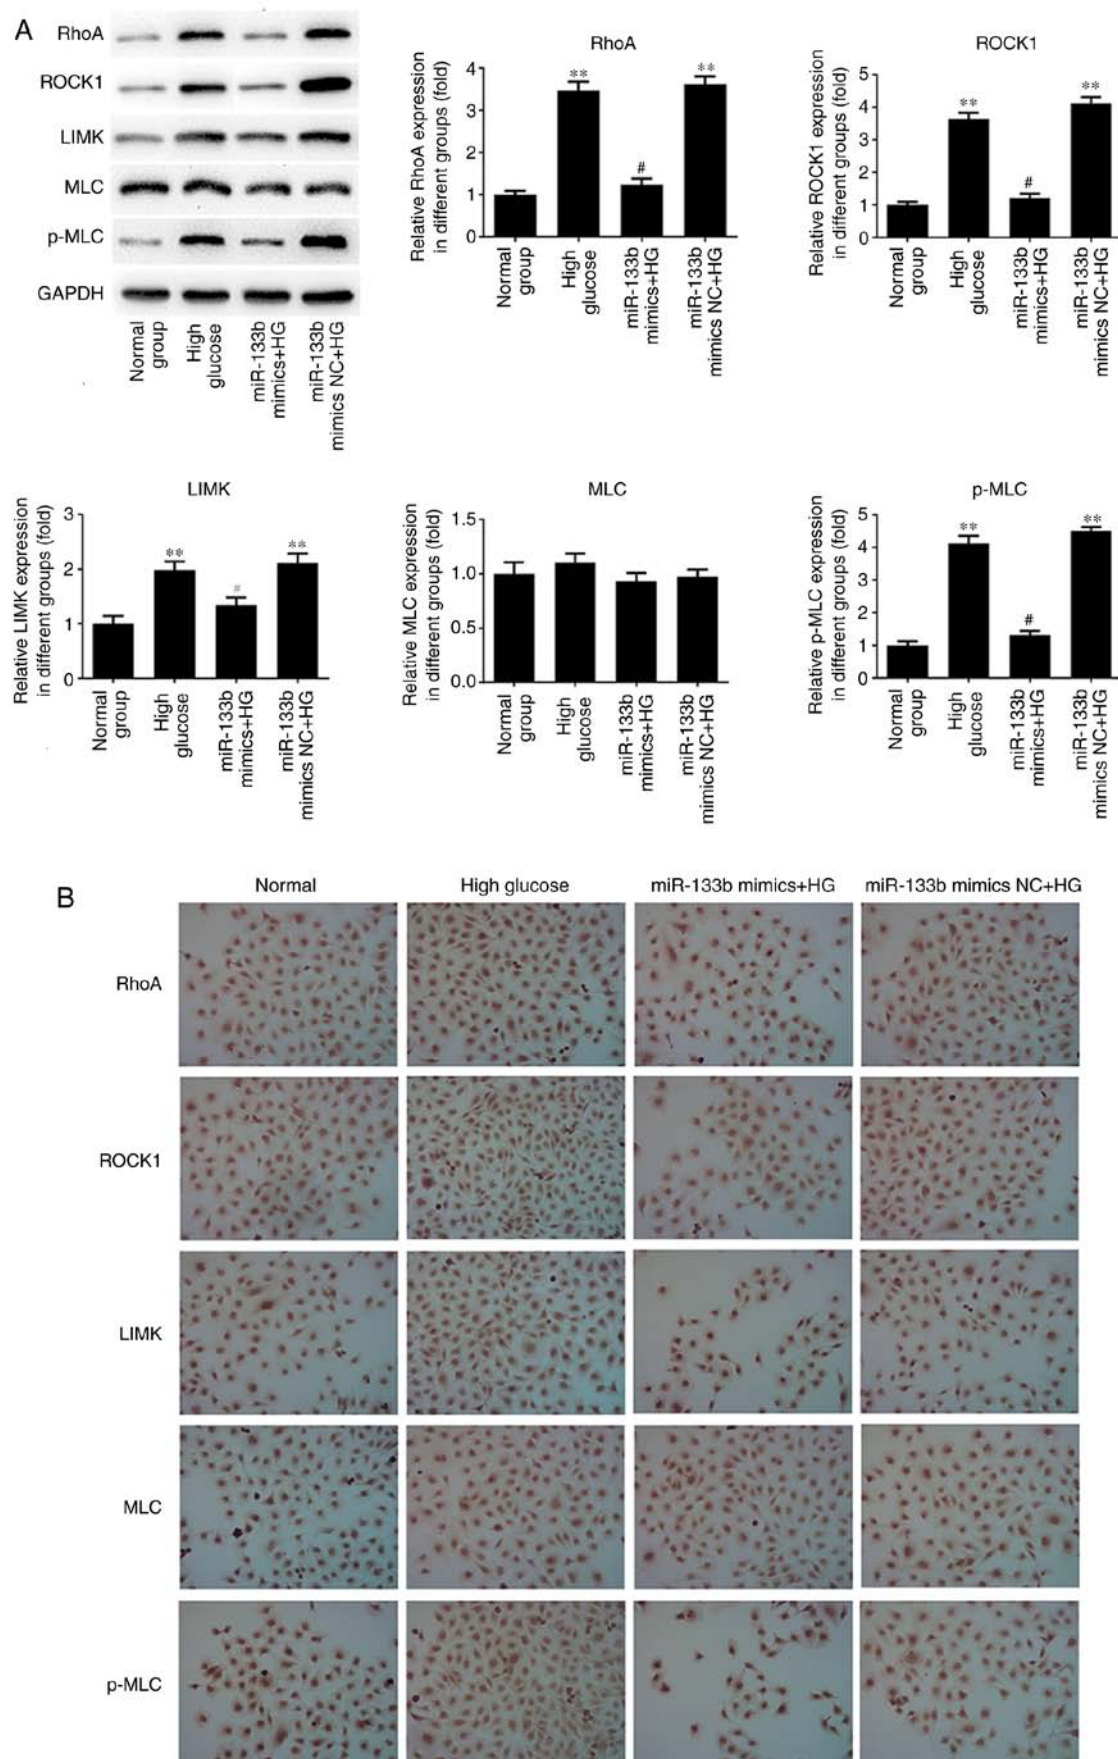 A
RhoA
ROCK1
LIMK
MLC
p-MLC
GAPDH
Normal
group
High
glucose
miR-133b
mimics+HG
miR-133b
mimics NC+HG
RhoA
Relative RhoA expression
in different groups (fold)
4
3
2
1
0
**
#
**
Normal
group
High
glucose
miR-133b
mimics+HG
miR-133b
mimics NC+HG
ROCK1
Relative ROCK1 expression
in different groups (fold)
5
4
3
2
1
0
**
#
**
Normal
group
High
glucose
miR-133b
mimics+HG
miR-133b
mimics NC+HG
LIMK
Relative LIMK expression
in different groups (fold)
3
2
1
0
**
#
**
Normal
group
High
glucose
miR-133b
mimics+HG
miR-133b
mimics NC+HG
MLC
Relative MLC expression
in different groups (fold)
1.5
1.0
0.5
0.0
Normal
group
High
glucose
miR-133b
mimics+HG
miR-133b
mimics NC+HG
p-MLC
Relative p-MLC expression
in different groups (fold)
5
4
3
2
1
0
**
#
**
Normal
group
High
glucose
miR-133b
mimics+HG
miR-133b
mimics NC+HG
B
Normal
High glucose
miR-133b mimics+HG
miR-133b mimics NC+HG
RhoA
ROCK1
LIMK
MLC
p-MLC